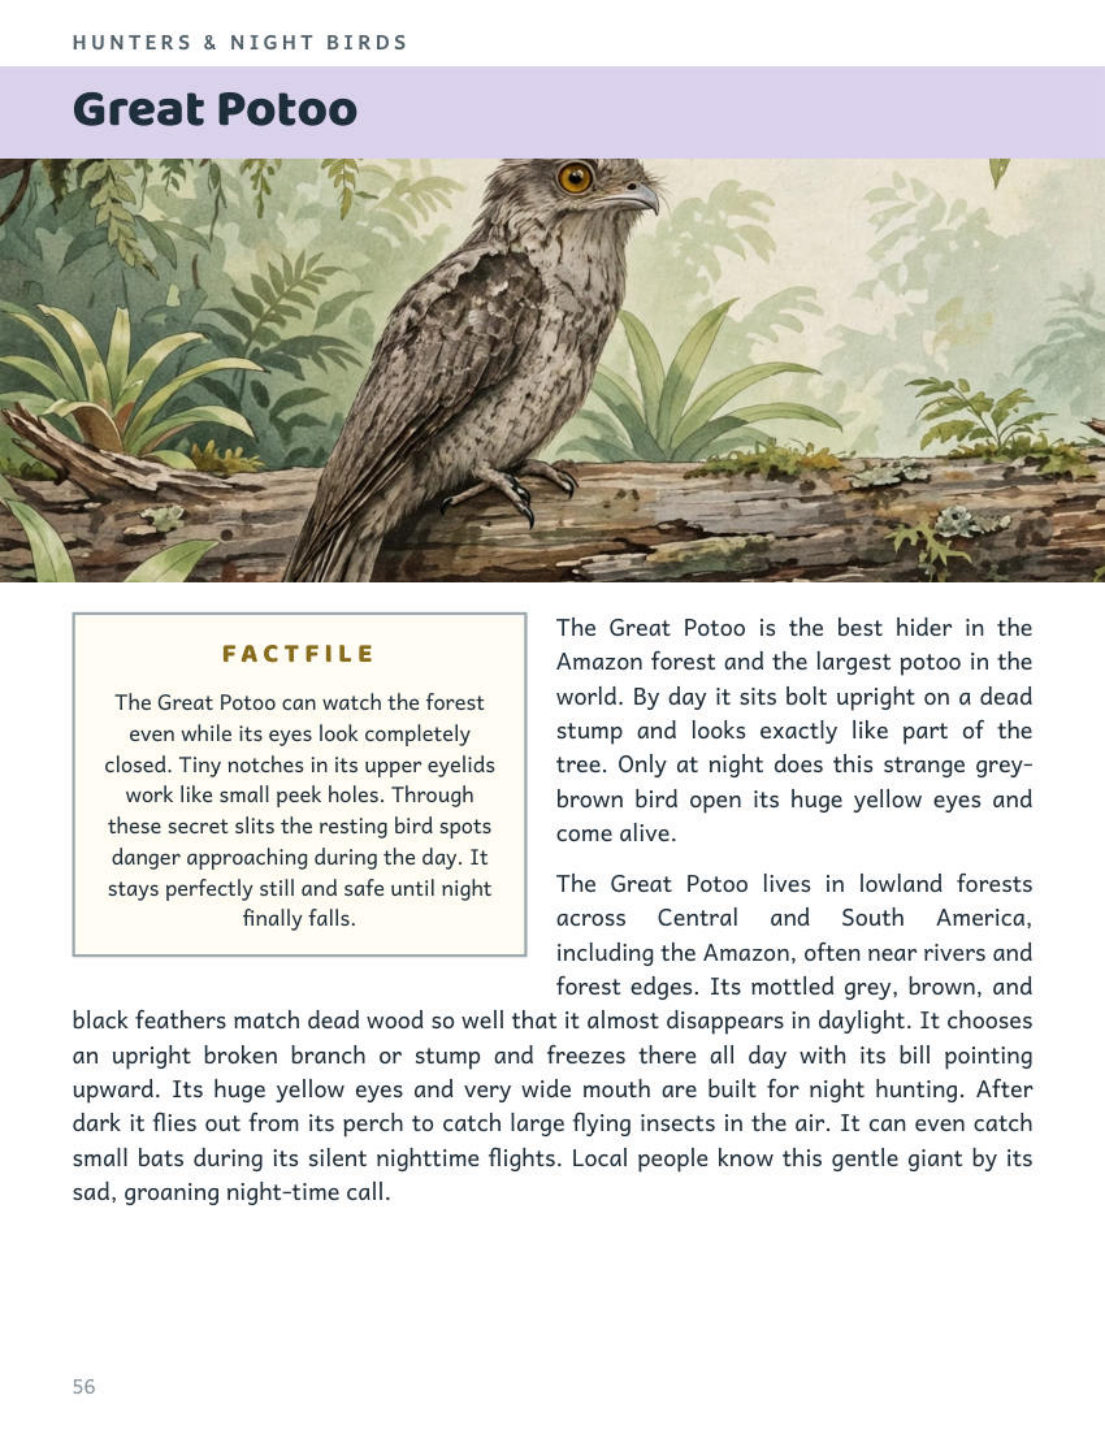 HUNTERS & NIGHT BIRDS
Great Potoo
FACTFILE
The Great Potoo can watch the forest
even while its eyes look completely
closed. Tiny notches in its upper eyelids
work like small peek holes. Through
these secret slits the resting bird spots
danger approaching during the day. It
stays perfectly still and safe until night
finally falls.
The Great Potoo is the best hider in the
Amazon forest and the largest potoo in the
world. By day it sits bolt upright on a dead
stump and looks exactly like part of the
tree. Only at night does this strange grey-
brown bird open its huge yellow eyes and
come alive.
The Great Potoo lives in lowland forests
across Central and South America,
including the Amazon, often near rivers and
forest edges. Its mottled grey, brown, and
black feathers match dead wood so well that it almost disappears in daylight. It chooses
an upright broken branch or stump and freezes there all day with its bill pointing
upward. Its huge yellow eyes and very wide mouth are built for night hunting. After
dark it flies out from its perch to catch large flying insects in the air. It can even catch
small bats during its silent nighttime flights. Local people know this gentle giant by its
sad, groaning night-time call.
56